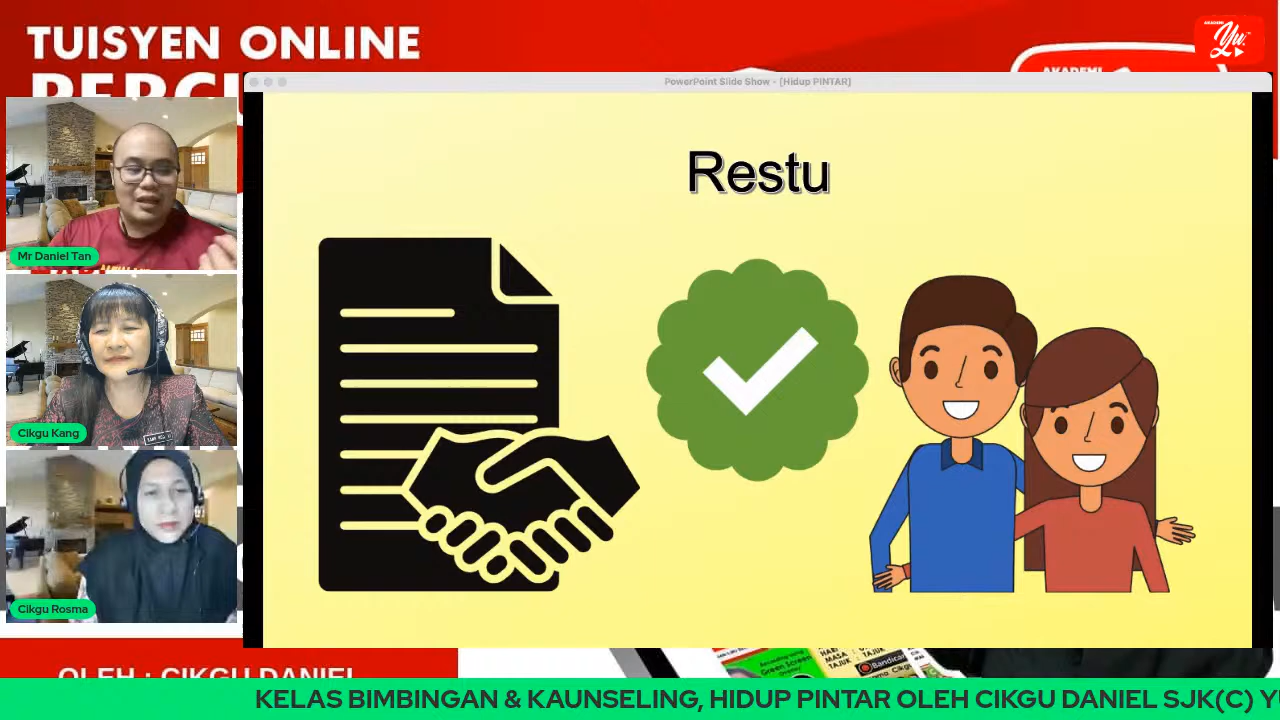 TUISYEN ONLINE
PowerPoint Slide Show - [Hidup PINTAR]
Restu
Mr Daniel Tan
Cikgu Kang
Cikgu Rosma
OLEH : CIKGU DANIEL
KELAS BIMBINGAN & KAUNSELING, HIDUP PINTAR OLEH CIKGU DANIEL SJK(C) Y